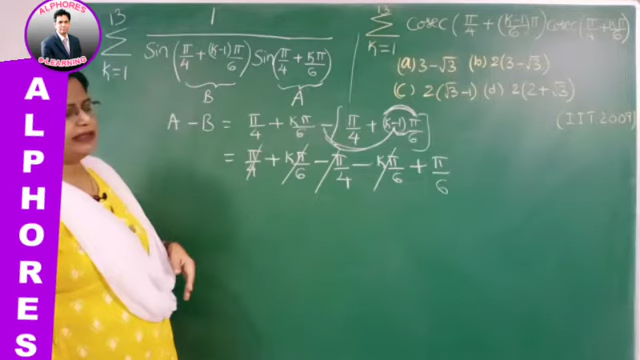 ALPHORES
e-LEARNING
ALPHORES
13
∑ 1 / Sin(π/4 + (k-1)π/6) Sin(π/4 + kπ/6)
K=1
B A
A - B = π/4 + kπ/6 - [π/4 + (k-1)π/6]
= π/4 + kπ/6 - π/4 - kπ/6 + π/6
13
∑ Cosec(π/4 + (k-1)π/6) Cosec(π/4 + kπ/6)
K=1
(a) 3-√3 (b) 2(3-√3)
(c) 2(√3-1) (d) 2(2+√3)
(IIT 2009)